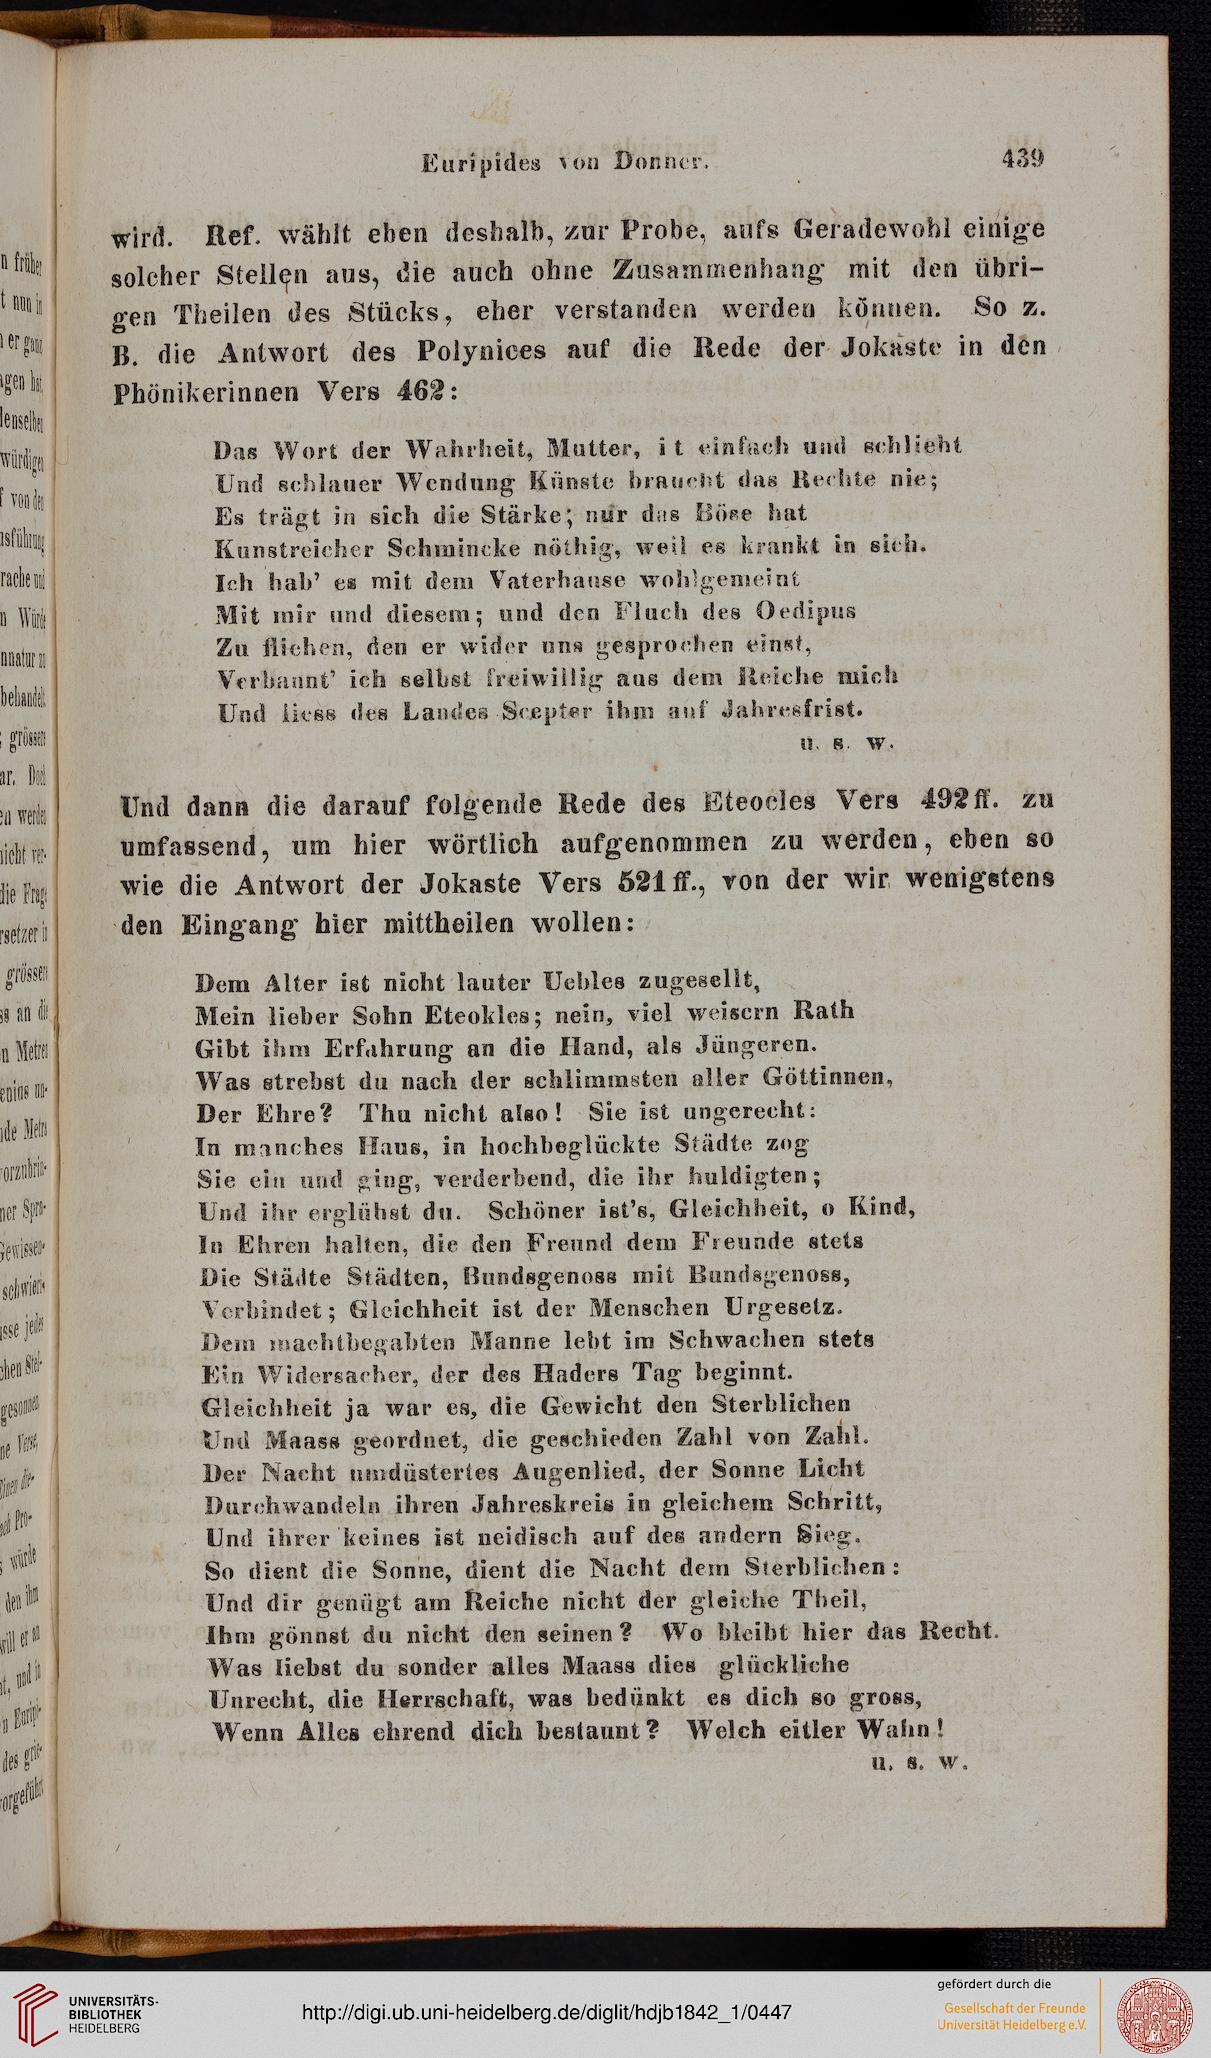 Euripides von Donner. 439
wird. Ref. wählt eben deshalb, zur Probe, aufs Geradewohl einige
solcher Stellen aus, die auch ohne Zusammenhang mit den übri-
gen Theilen des Stücks, eher verstanden werden können. So z.
B. die Antwort des Polynices auf die Rede der Jokaste in den
Phönikerinnen Vers 462:
Das Wort der Wahrheit, Mutter, i t einfach und schlicht
Und schlauer Wendung Künste braucht das Rechte nie;
Es trägt in sich die Stärke; nur das Böse hat
Kunstreicher Schmincke nöthig, weil es krankt in sich.
Ich hab' es mit dem Vaterhause wohlgemeint
Mit mir und diesem; und den Fluch des Oedipus
Zu fliehen, den er wider uns gesprochen einst,
Verbannt' ich selbst freiwillig aus dem Reiche mich
Und liess des Landes Scepter ihm auf Jahresfrist.
u. s. w.
Und dann die darauf folgende Rede des Eteocles Vers 492 ff. zu
umfassend, um hier wörtlich aufgenommen zu werden, eben so
wie die Antwort der Jokaste Vers 521 ff., von der wir wenigstens
den Eingang hier mittheilen wollen:
Dem Alter ist nicht lauter Uebles zugesellt,
Mein lieber Sohn Eteokles; nein, viel weisern Rath
Gibt ihm Erfahrung an die Hand, als Jüngeren.
Was strebst du nach der schlimmsten aller Göttinnen,
Der Ehre? Thu nicht also! Sie ist ungerecht:
In manches Haus, in hochbeglückte Städte zog
Sie ein und ging, verderbend, die ihr huldigten;
Und ihr erglühst du. Schöner ist's, Gleichheit, o Kind,
In Ehren halten, die den Freund dem Freunde stets
Die Städte Städten, Bundsgenoss mit Bundsgenoss,
Verbindet; Gleichheit ist der Menschen Urgesetz.
Dem machtbegabten Manne lebt im Schwachen stets
Ein Widersacher, der des Haders Tag beginnt.
Gleichheit ja war es, die Gewicht den Sterblichen
Und Maass geordnet, die geschieden Zahl von Zahl.
Der Nacht umdüstertes Augenlied, der Sonne Licht
Durchwandeln ihren Jahreskreis in gleichem Schritt,
Und ihrer keines ist neidisch auf des andern Sieg.
So dient die Sonne, dient die Nacht dem Sterblichen:
Und dir genügt am Reiche nicht der gleiche Theil,
Ihm gönnst du nicht den seinen? Wo bleibt hier das Recht.
Was liebst du sonder alles Maass dies glückliche
Unrecht, die Herrschaft, was bedünkt es dich so gross,
Wenn Alles ehrend dich bestaunt? Welch eitler Wahn!
u. s. w.
UNIVERSITÄTS-
BIBLIOTHEK
HEIDELBERG
http://digi.ub.uni-heidelberg.de/diglit/hdjb1842_1/0447
gefördert durch die
Gesellschaft der Freunde
Universität Heidelberg e.V.